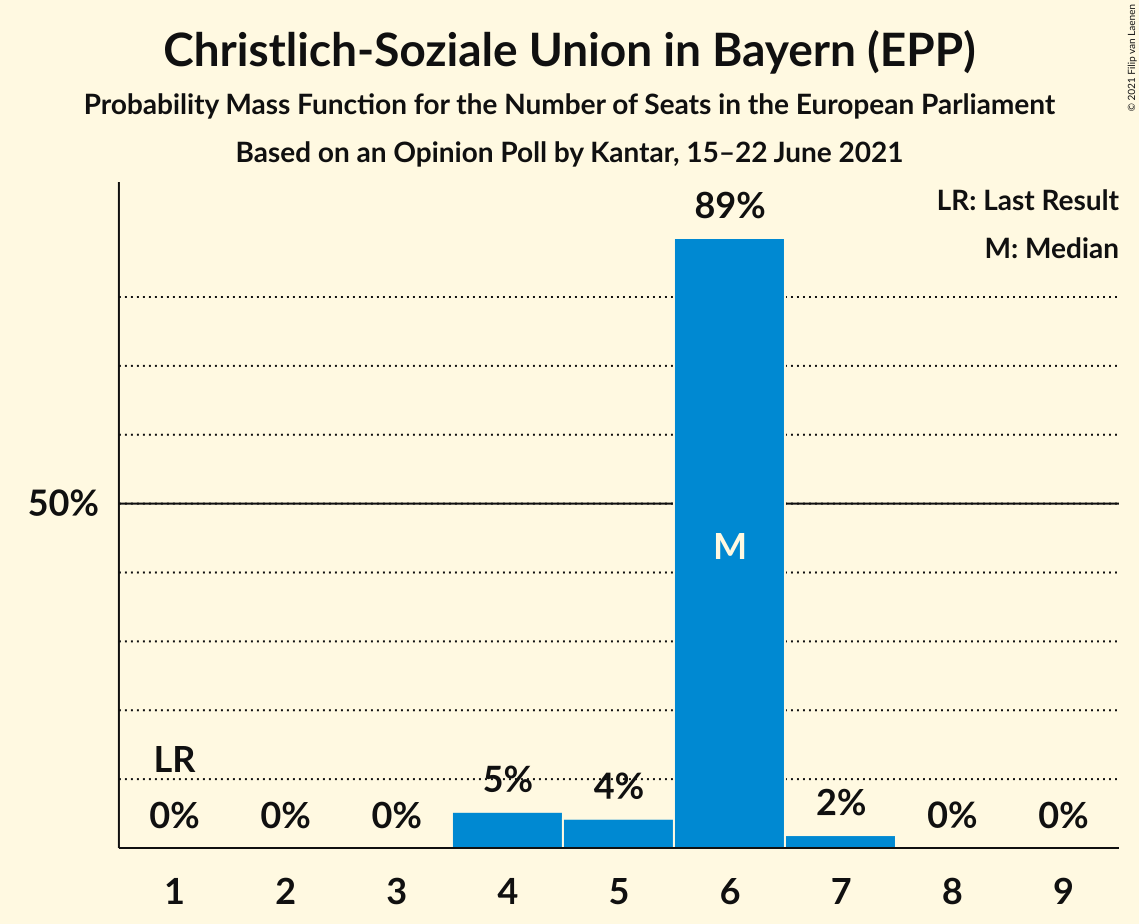 Christlich-Soziale Union in Bayern (EPP)
Probability Mass Function for the Number of Seats in the European Parliament
Based on an Opinion Poll by Kantar, 15–22 June 2021
© 2021 Filip van Laenen
LR: Last Result
M: Median
89%
50%
M
LR
0%
0%
0%
5%
4%
2%
0%
0%
1 2 3 4 5 6 7 8 9